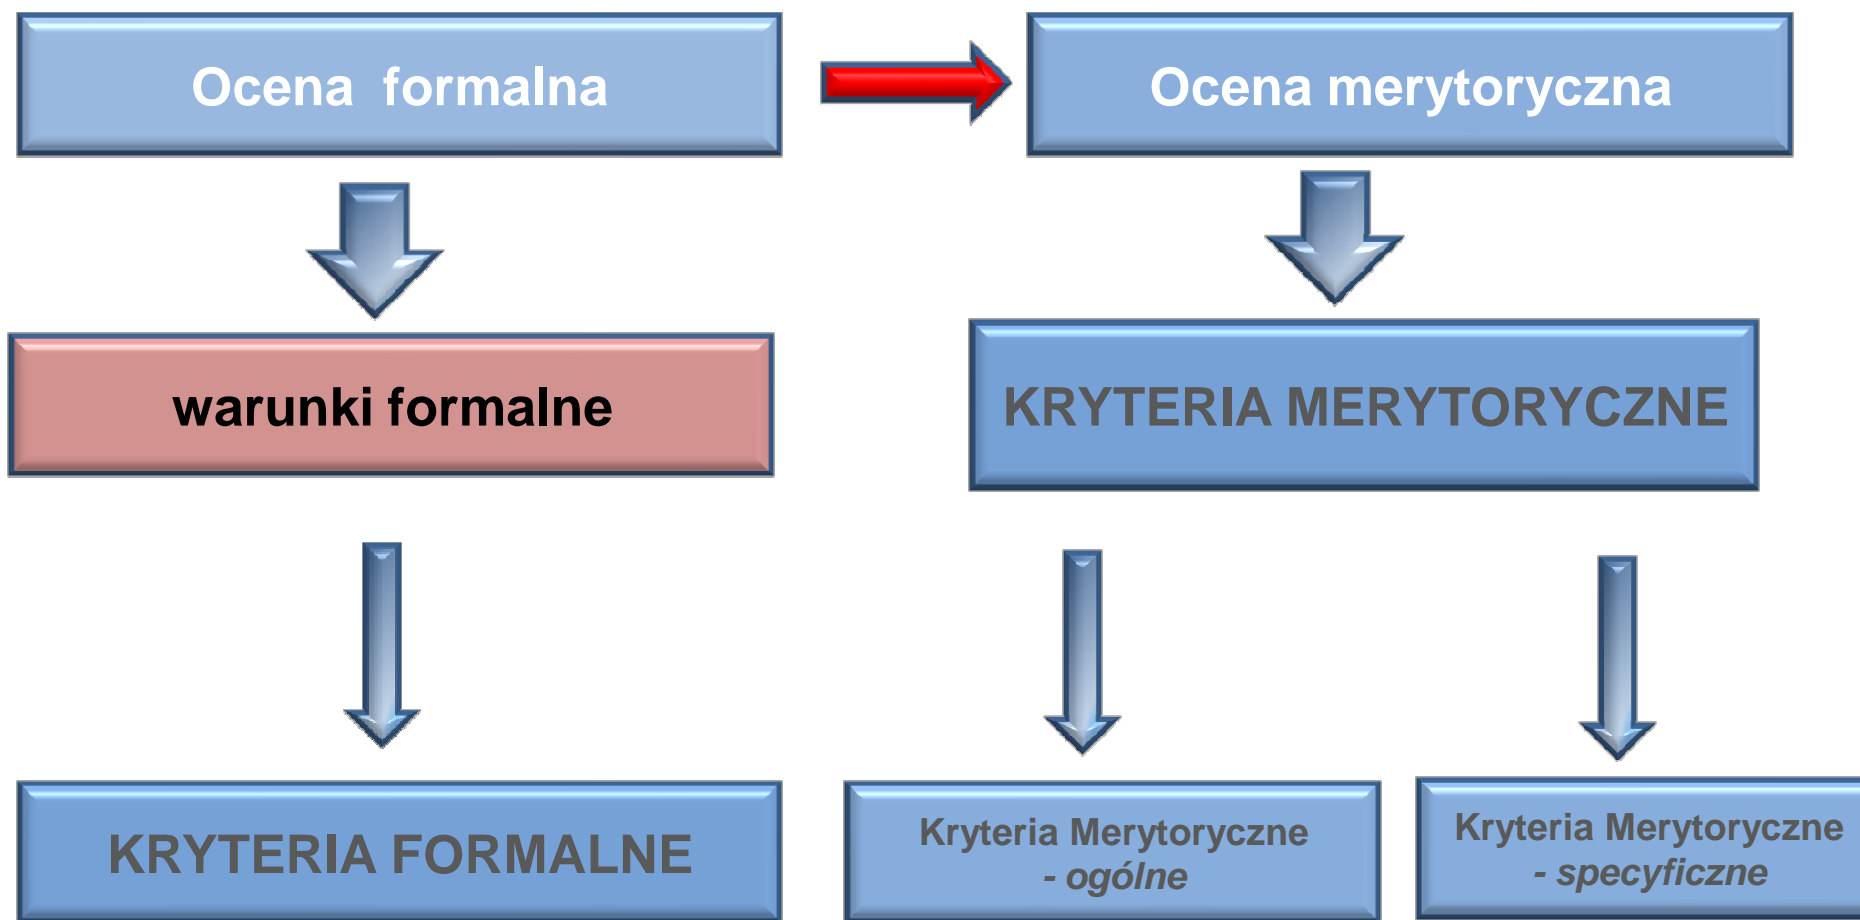 Ocena formalna
Ocena merytoryczna
warunki formalne
KRYTERIA MERYTORYCZNE
KRYTERIA FORMALNE
Kryteria Merytoryczne
- ogólne
Kryteria Merytoryczne
- specyficzne